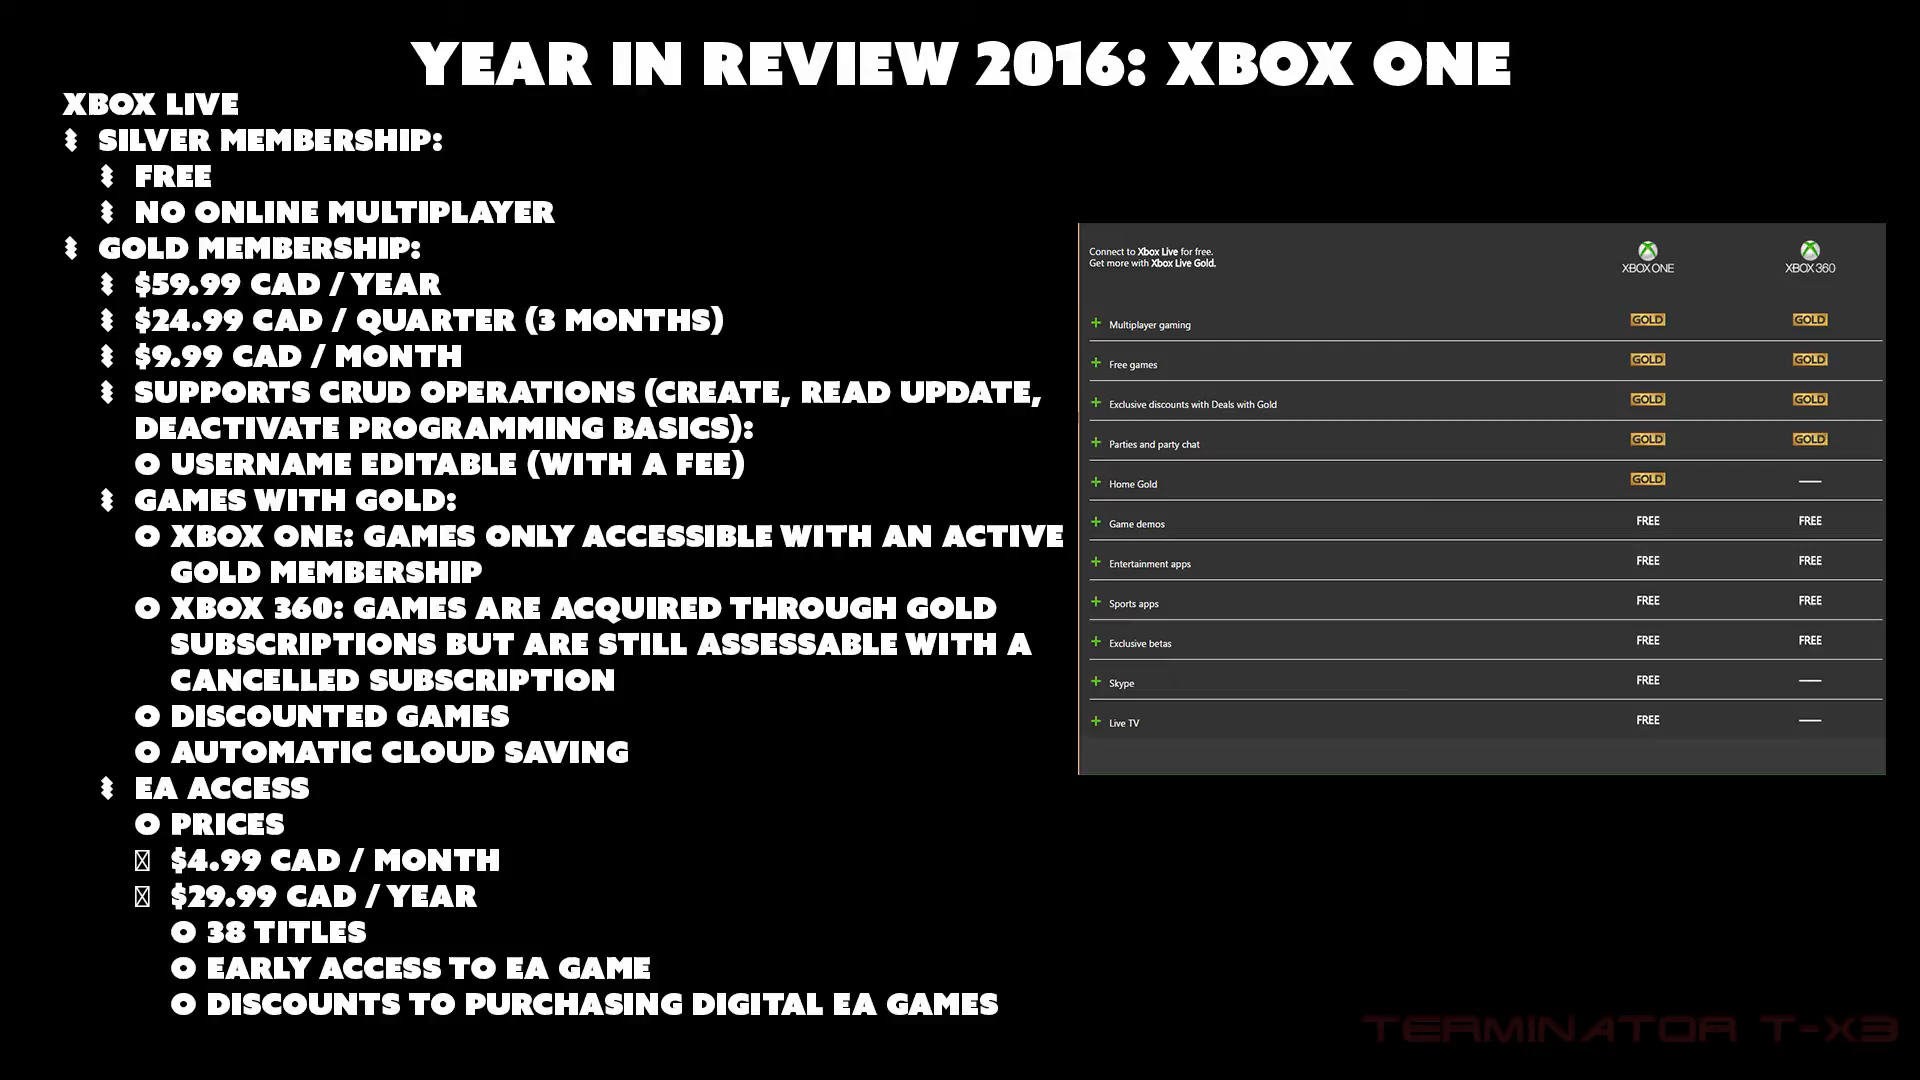 YEAR IN REVIEW 2016: XBOX ONE
XBOX LIVE
SILVER MEMBERSHIP:
FREE
NO ONLINE MULTIPLAYER
GOLD MEMBERSHIP:
$59.99 CAD / YEAR
$24.99 CAD / QUARTER (3 MONTHS)
$9.99 CAD / MONTH
SUPPORTS CRUD OPERATIONS (CREATE, READ UPDATE,
DEACTIVATE PROGRAMMING BASICS):
O USERNAME EDITABLE (WITH A FEE)
GAMES WITH GOLD:
O XBOX ONE: GAMES ONLY ACCESSIBLE WITH AN ACTIVE
GOLD MEMBERSHIP
O XBOX 360: GAMES ARE ACQUIRED THROUGH GOLD
SUBSCRIPTIONS BUT ARE STILL ASSESSABLE WITH A
CANCELLED SUBSCRIPTION
O DISCOUNTED GAMES
O AUTOMATIC CLOUD SAVING
EA ACCESS
O PRICES
$4.99 CAD / MONTH
$29.99 CAD / YEAR
O 38 TITLES
O EARLY ACCESS TO EA GAME
O DISCOUNTS TO PURCHASING DIGITAL EA GAMES
Connect to Xbox Live for free.
Get more with Xbox Live Gold.
XBOX ONE XBOX 360
+ Multiplayer gaming GOLD GOLD
+ Free games GOLD GOLD
+ Exclusive discounts with Deals with Gold GOLD GOLD
+ Parties and party chat GOLD GOLD
+ Home Gold GOLD —
+ Game demos FREE FREE
+ Entertainment apps FREE FREE
+ Sports apps FREE FREE
+ Exclusive betas FREE FREE
+ Skype FREE —
+ Live TV FREE —
TERMINATOR T-X3